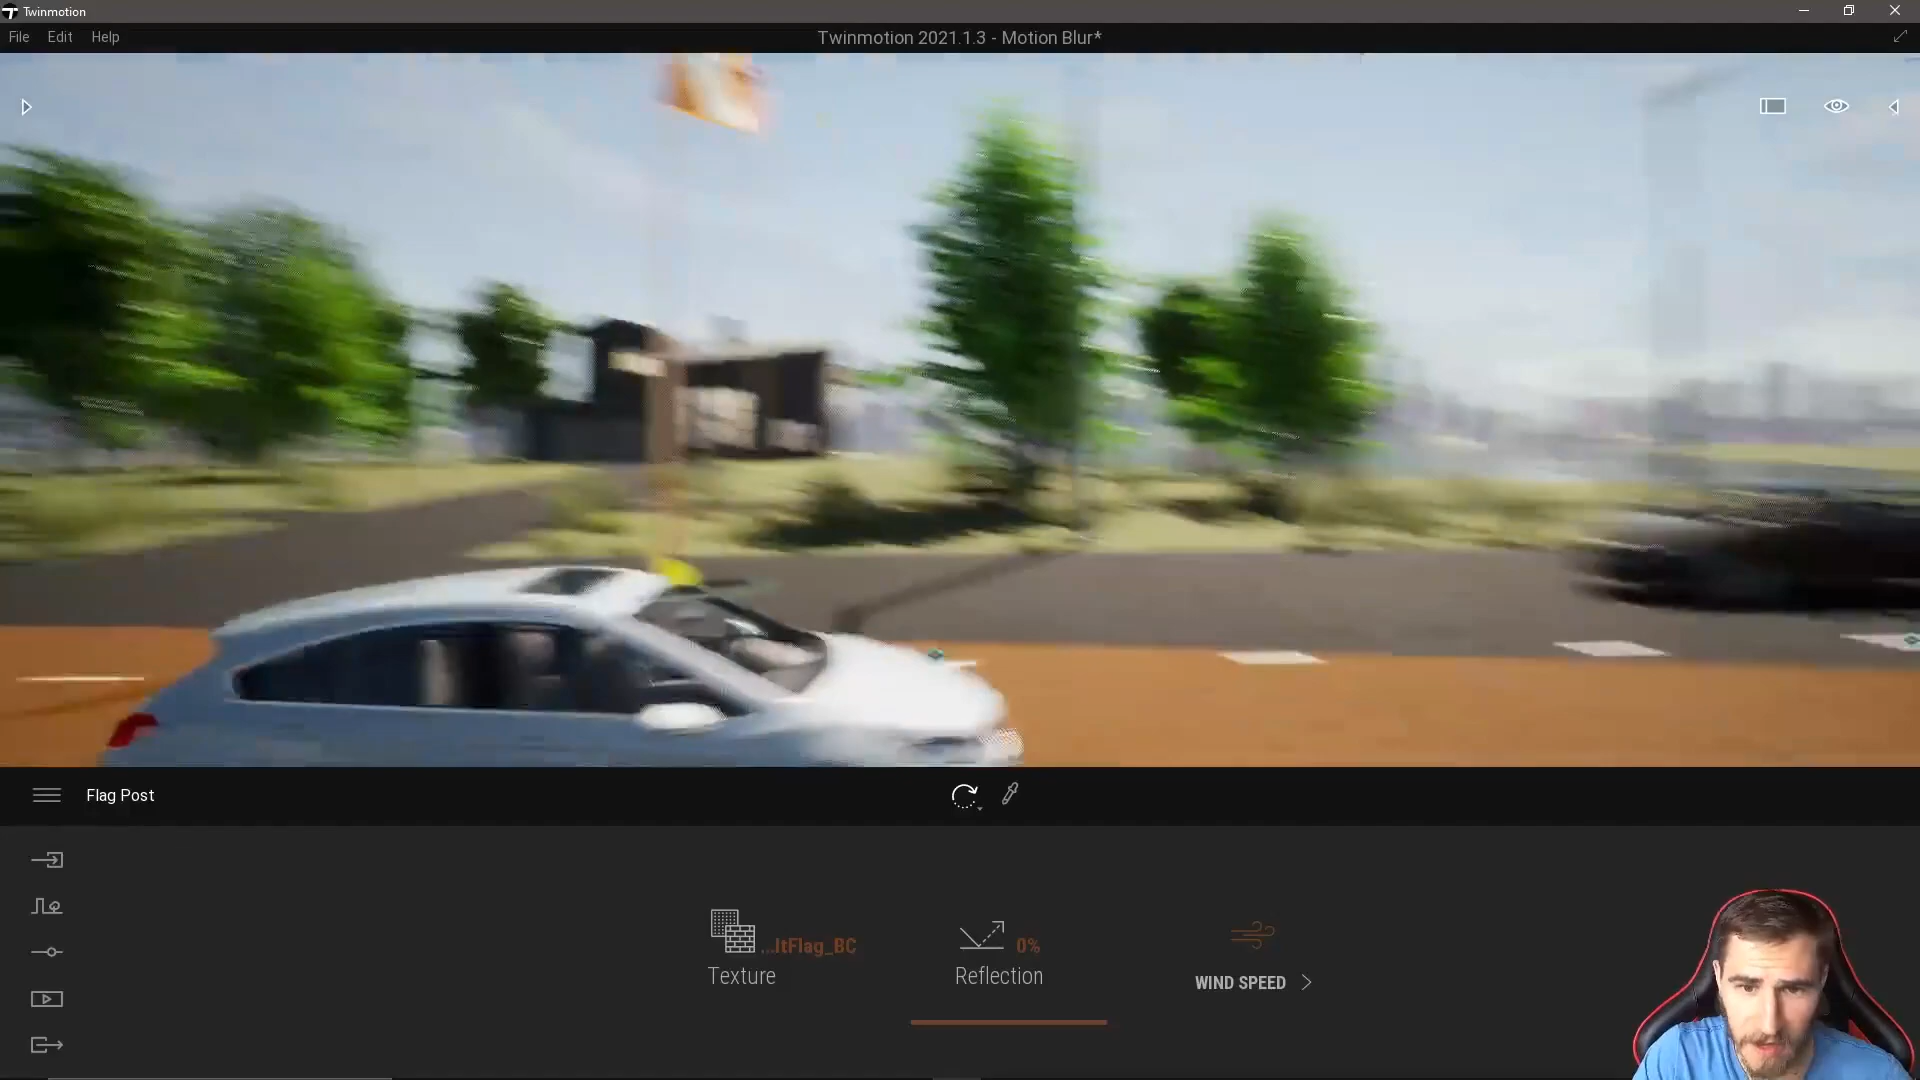 Twinmotion
File Edit Help
Twinmotion 2021.1.3 - Motion Blur*
Flag Post
...ltFlag_BC
Texture
0%
Reflection
WIND SPEED